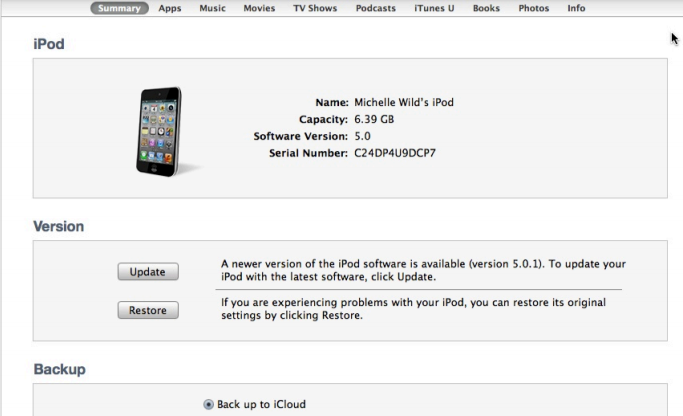 Summary Apps Music Movies TV Shows Podcasts iTunes U Books Photos Info
iPod
Name: Michelle Wild's iPod
Capacity: 6.39 GB
Software Version: 5.0
Serial Number: C24DP4U9DCP7
Version
Update
A newer version of the iPod software is available (version 5.0.1). To update your
iPod with the latest software, click Update.
Restore
If you are experiencing problems with your iPod, you can restore its original
settings by clicking Restore.
Backup
Back up to iCloud